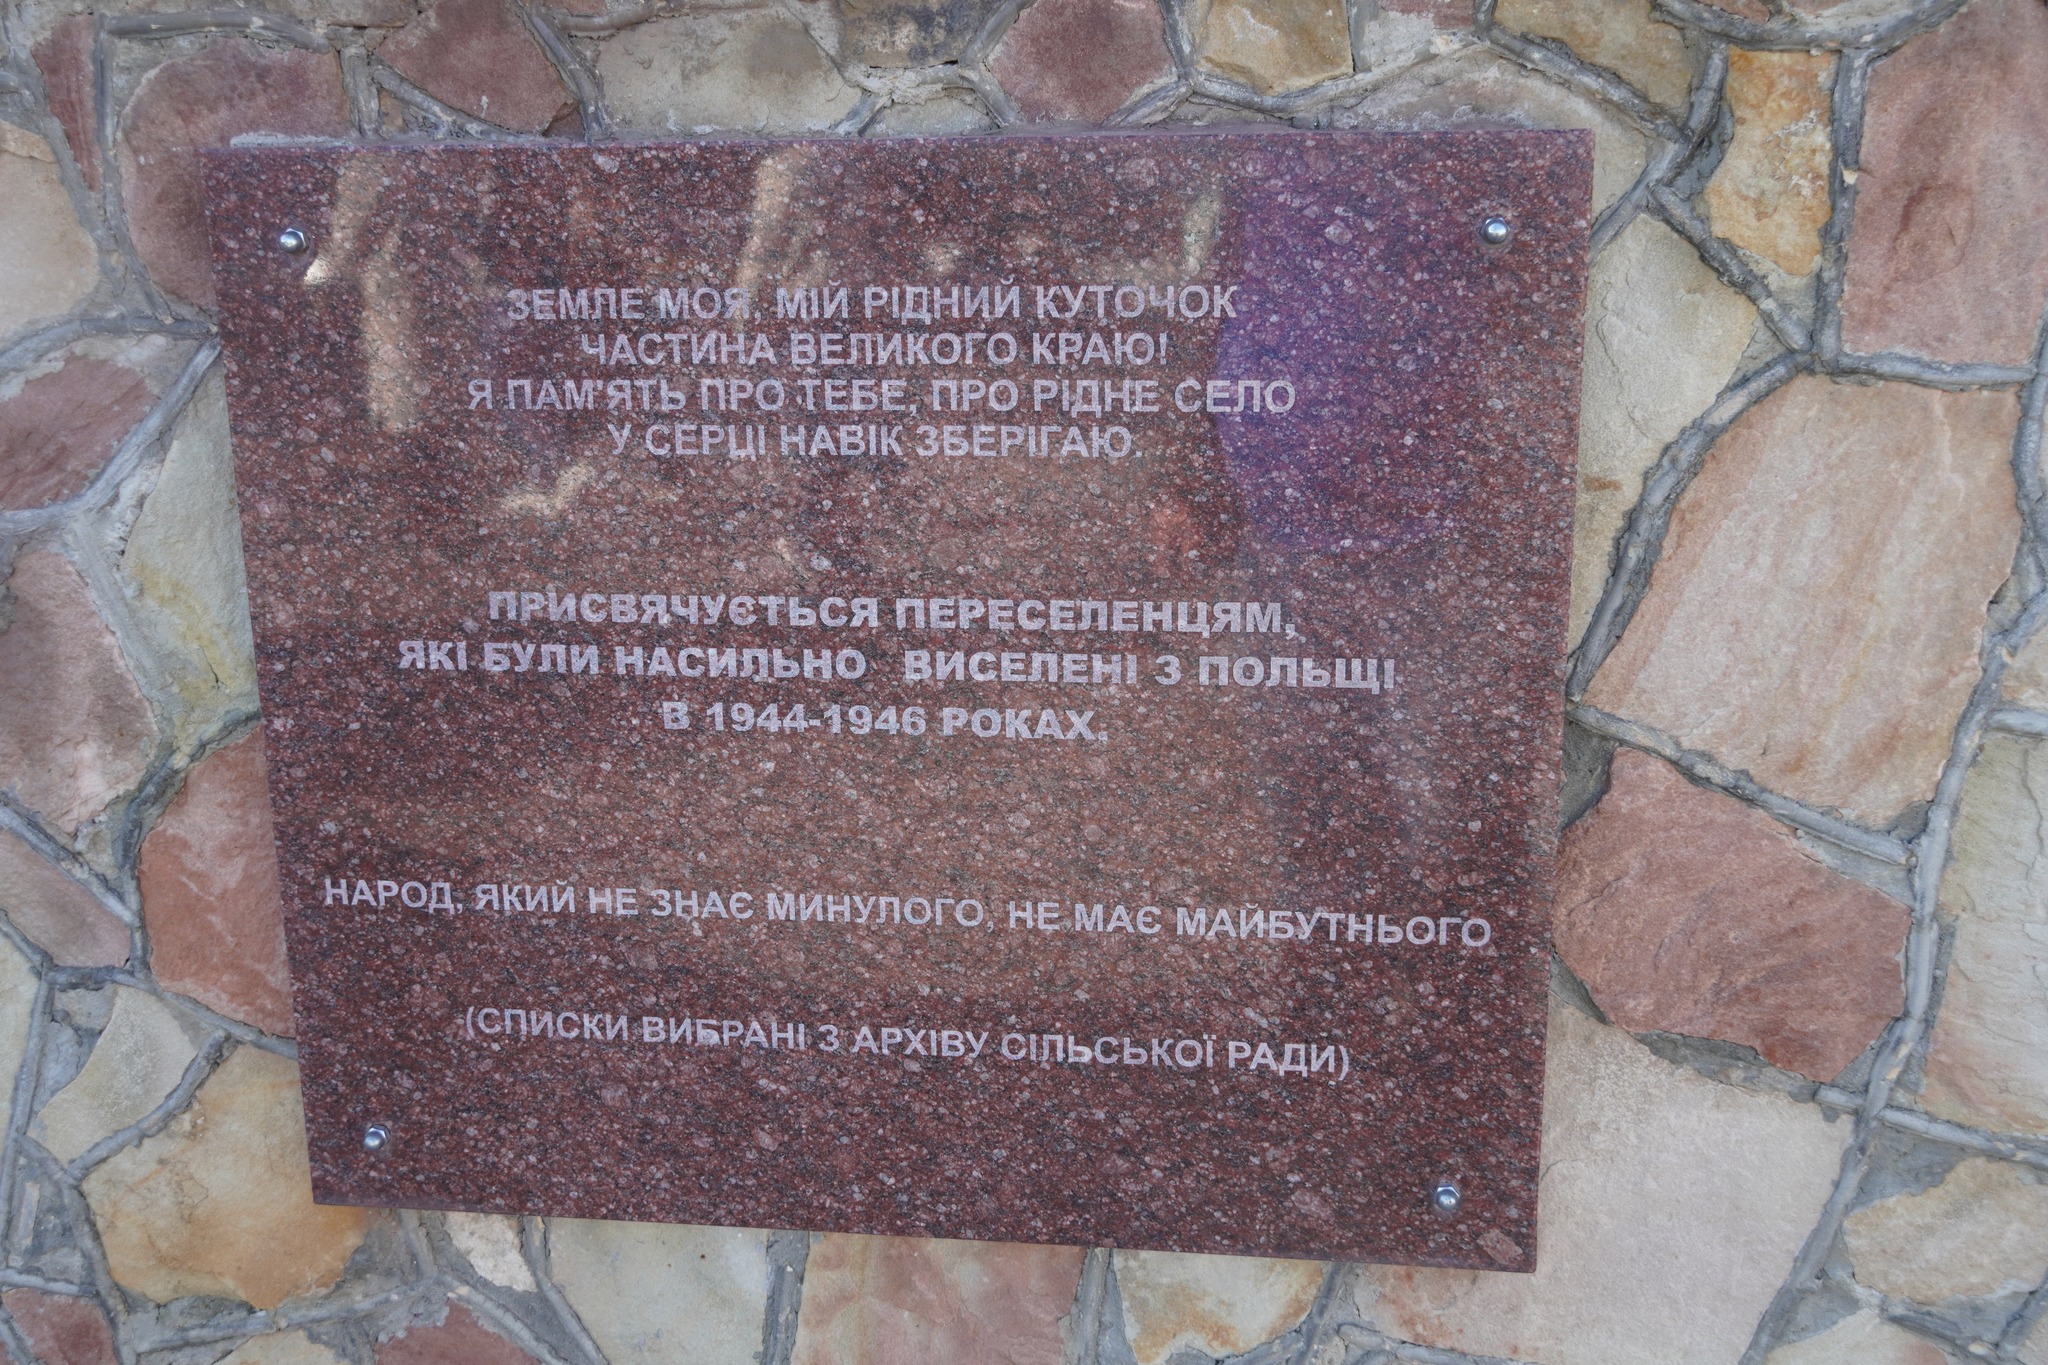 ЗЕМЛЕ МОЯ, МІЙ РІДНИЙ КУТОЧОК
ЧАСТИНА ВЕЛИКОГО КРАЮ!
Я ПАМ'ЯТЬ ПРО ТЕБЕ, ПРО РІДНЕ СЕЛО
У СЕРЦІ НАВІК ЗБЕРІГАЮ.
ПРИСВЯЧУЄТЬСЯ ПЕРЕСЕЛЕНЦЯМ,
ЯКІ БУЛИ НАСИЛЬНО ВИСЕЛЕНІ З ПОЛЬЩІ
В 1944-1946 РОКАХ.
НАРОД, ЯКИЙ НЕ ЗНАЄ МИНУЛОГО, НЕ МАЄ МАЙБУТНЬОГО
(СПИСКИ ВИБРАНІ З АРХІВУ СІЛЬСЬКОЇ РАДИ)